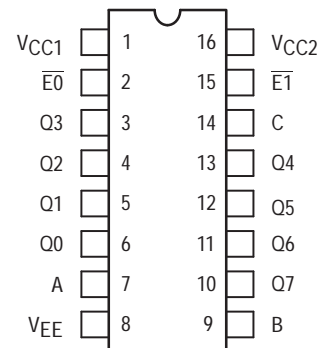 VCC1 1 16 VCC2
E0 2 15 E1
Q3 3 14 C
Q2 4 13 Q4
Q1 5 12 Q5
Q0 6 11 Q6
A 7 10 Q7
VEE 8 9 B